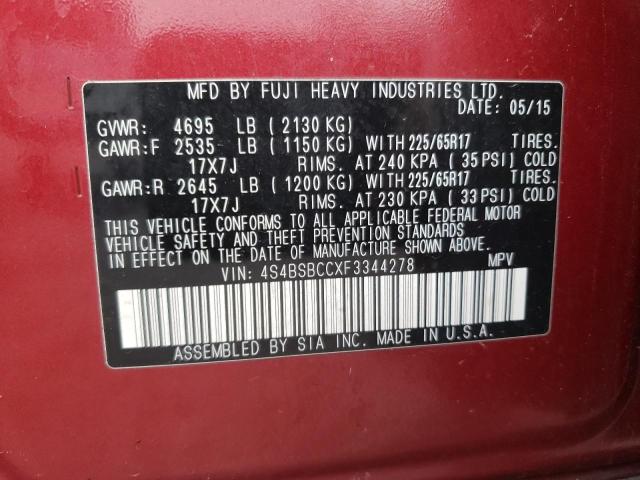 MFD BY FUJI HEAVY INDUSTRIES LTD.
DATE: 05/15
GVWR: 4695 LB (2130 KG)
GAWR:F 2535 LB (1150 KG) WITH 225/65R17 TIRES.
17X7J RIMS. AT 240 KPA (35 PSI) COLD
GAWR:R 2645 LB (1200 KG) WITH 225/65R17 TIRES.
17X7J RIMS. AT 230 KPA (33 PSI) COLD
THIS VEHICLE CONFORMS TO ALL APPLICABLE FEDERAL MOTOR
VEHICLE SAFETY AND THEFT PREVENTION STANDARDS
IN EFFECT ON THE DATE OF MANUFACTURE SHOWN ABOVE.
VIN: 4S4BSBCCXF3344278 MPV
ASSEMBLED BY SIA INC. MADE IN U.S.A.